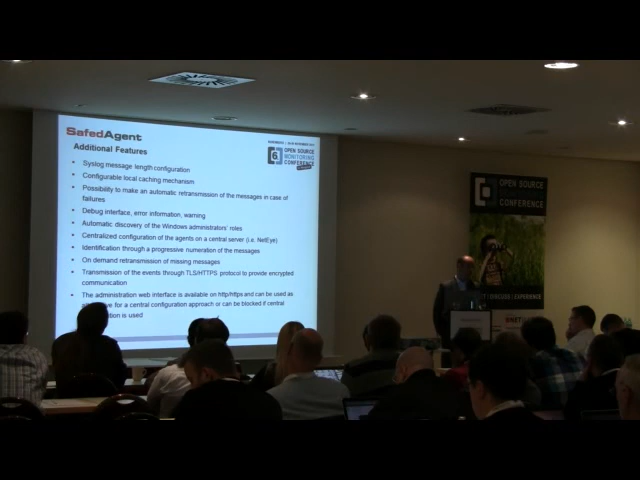 SafedAgent
Additional Features
6.
OPEN SOURCE
MONITORING
CONFERENCE
• Syslog message length configuration
• Configurable local caching mechanism
• Possibility to make an automatic retransmission of the messages in case of
failures
• Debug interface, error information, warning
• Automatic discovery of the Windows administrators' roles
• Centralized configuration of the agents on a central server (i.e. NetEye)
• Identification through a progressive numeration of the messages
• On demand retransmission of missing messages
• Transmission of the events through TLS/HTTPS protocol to provide encrypted
communication
• The administration web interface is available on http/https and can be used as
for a central configuration approach or can be blocked if central
is used
OPEN SOURCE
MONITORING
CONFERENCE